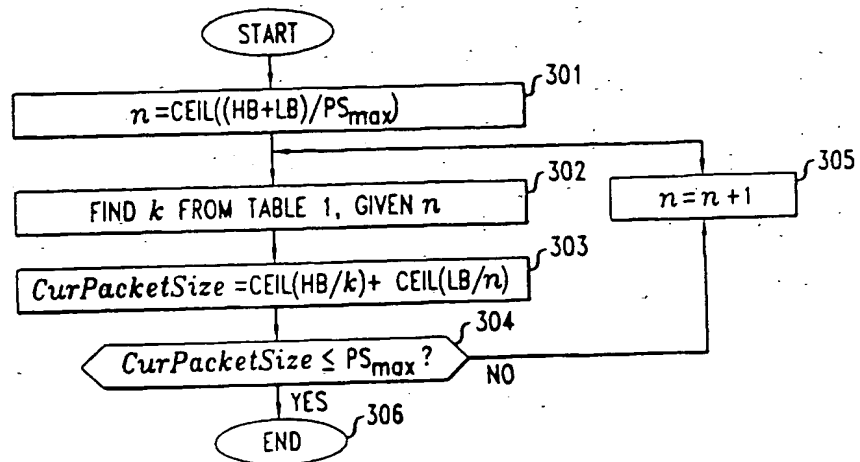 START
301
n=CEIL((HB+LB)/PSmax)
302
305
FIND k FROM TABLE 1, GIVEN n
n=n+1
303
CurPacketSize=CEIL(HB/k)+ CEIL(LB/n)
304
CurPacketSize ≤ PSmax?
NO
YES
306
END